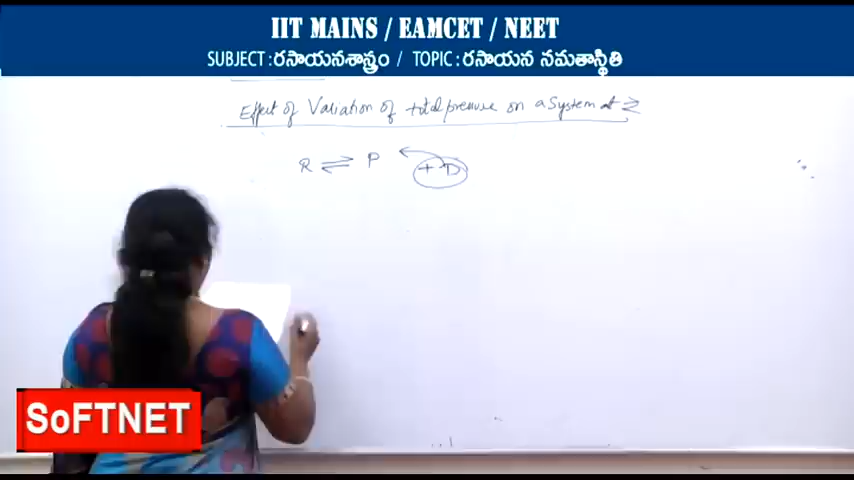 IIT MAINS / EAMCET / NEET
SUBJECT : రసాయనశాస్త్రం / TOPIC : రసాయన సమతాస్థితి
Effect of Variation of total pressure on a System at ⇌
R ⇌ P + D
SoFTNET